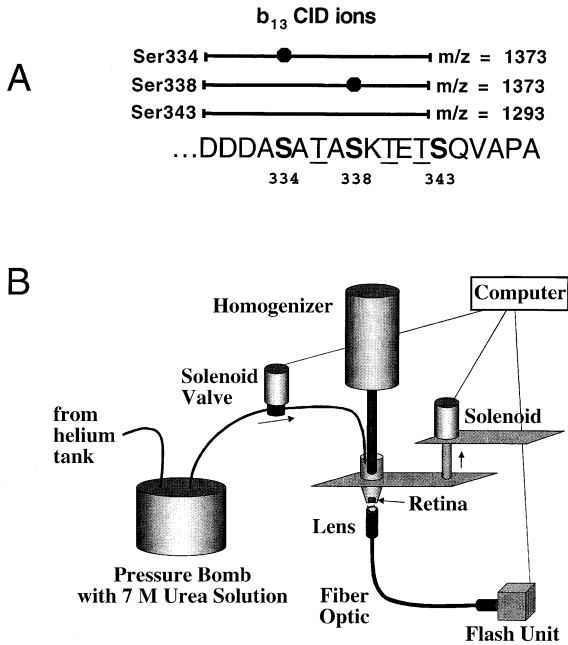 A
b13 CID ions
Ser334 m/z = 1373
Ser338 m/z = 1373
Ser343 m/z = 1293
...DDDASATASKTETSQVAPA
334 338 343
B
Computer
Homogenizer
Solenoid
Valve
Solenoid
from
helium
tank
Retina
Lens
Pressure Bomb
with 7 M Urea Solution
Fiber
Optic
Flash Unit